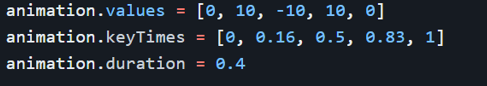 animation.values = [0, 10, -10, 10, 0]
animation.keyTimes = [0, 0.16, 0.5, 0.83, 1]
animation.duration = 0.4